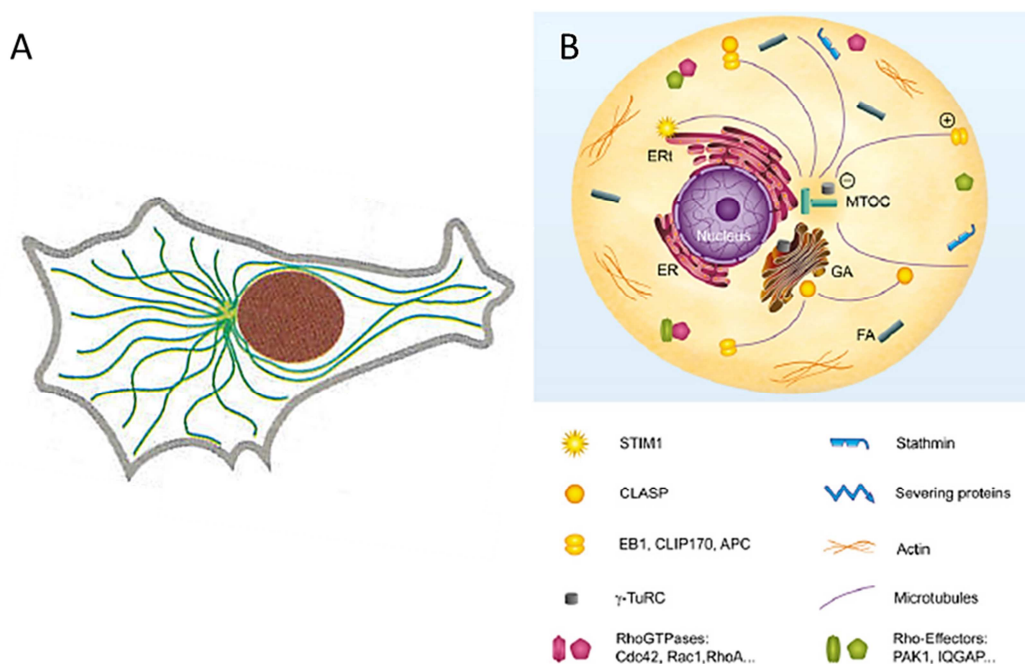 A
B
ERt
+
−
MTOC
Nucleus
ER
GA
FA
STIM1
Stathmin
CLASP
Severing proteins
EB1, CLIP170, APC
Actin
γ-TuRC
Microtubules
RhoGTPases:
Cdc42, Rac1,RhoA...
Rho-Effectors:
PAK1, IQGAP...